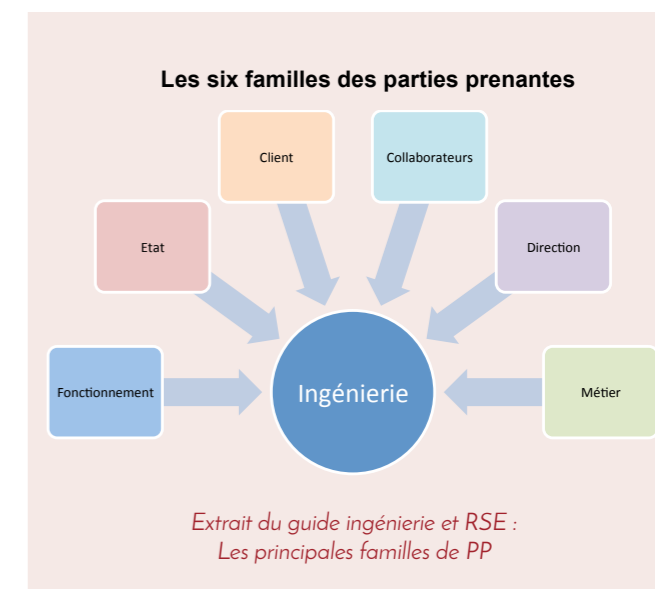 Les six familles des parties prenantes
Client
Collaborateurs
Etat
Direction
Fonctionnement
Ingénierie
Métier
Extrait du guide ingénierie et RSE :
Les principales familles de PP